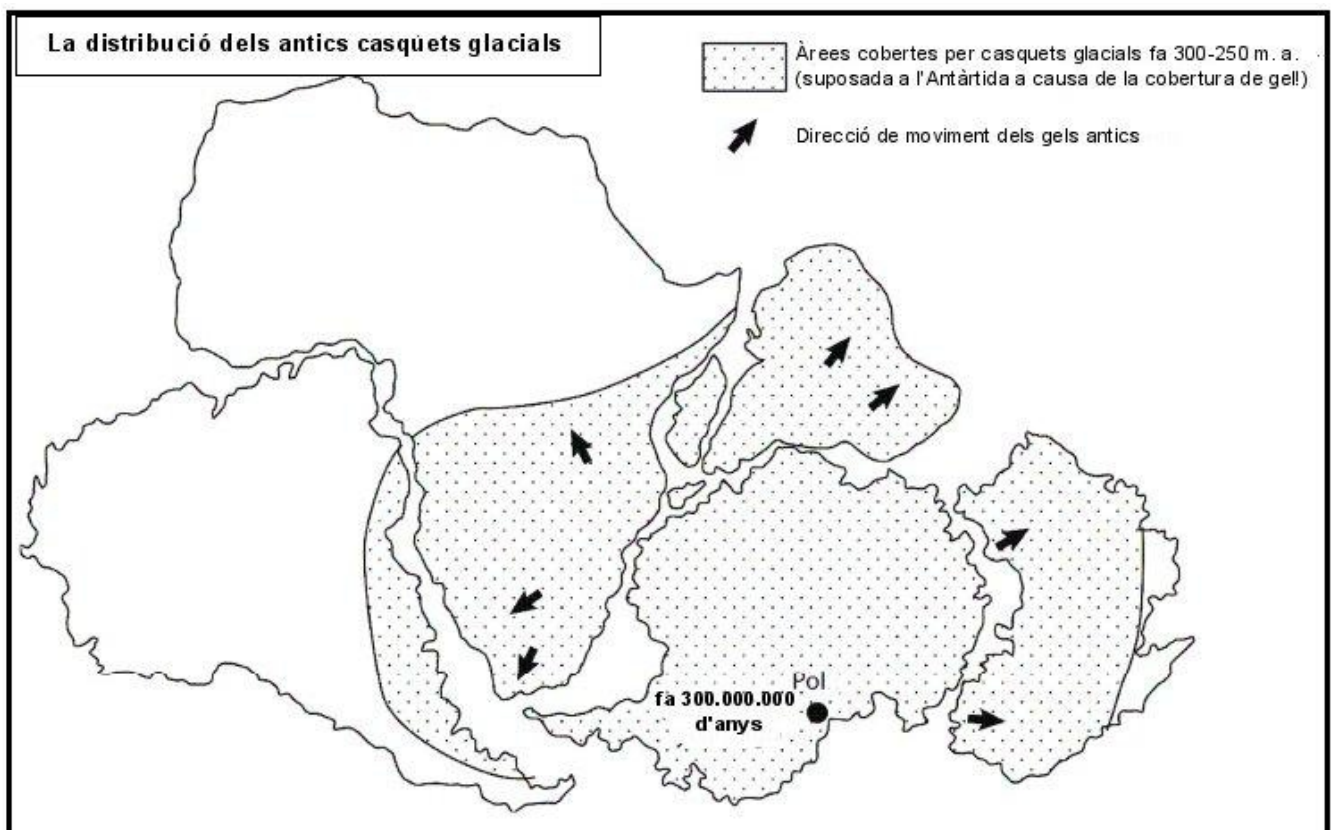 La distribució dels antics casquets glacials
Àrees cobertes per casquets glacials fa 300-250 m. a.
(suposada a l'Antàrtida a causa de la cobertura de gel!)
Direcció de moviment dels gels antics
Pol
fa 300.000.000
d'anys